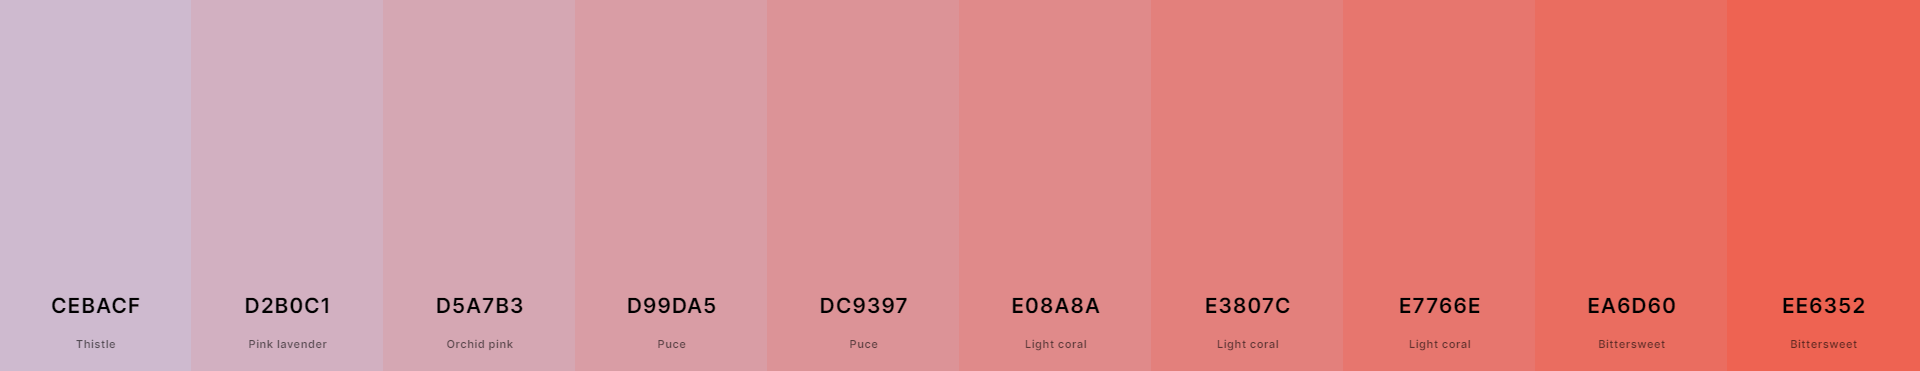 CEBACF D2B0C1 D5A7B3 D99DA5 DC9397 E08A8A E3807C E7766E EA6D60 EE6352
Thistle Pink lavender Orchid pink Puce Puce Light coral Light coral Light coral Bittersweet Bittersweet